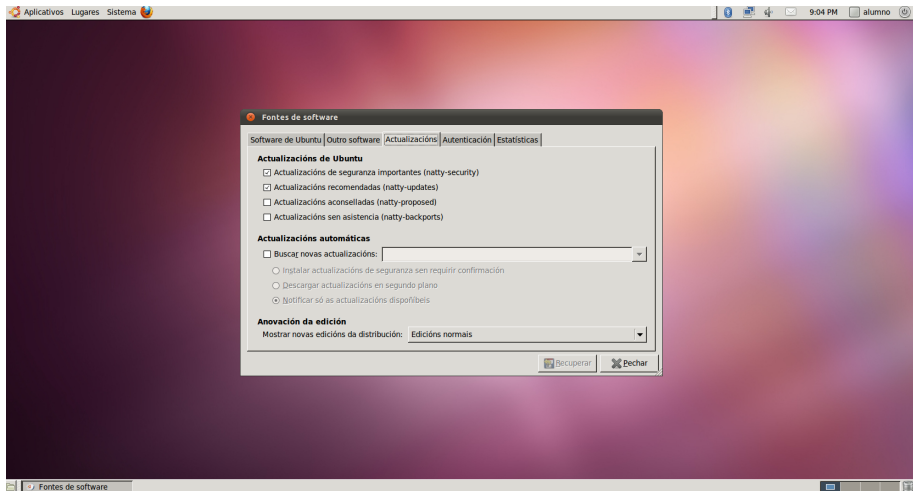 Aplicativos Lugares Sistema 9:04 PM alumno
Fontes de software
Software de Ubuntu Outro software Actualizacións Autenticación Estatísticas
Actualizacións de Ubuntu
Actualizacións de seguranza importantes (natty-security)
Actualizacións recomendadas (natty-updates)
Actualizacións aconselladas (natty-proposed)
Actualizacións sen asistencia (natty-backports)
Actualizacións automáticas
Buscar novas actualizacións:
Instalar actualizacións de seguranza sen requirir confirmación
Descargar actualizacións en segundo plano
Notificar só as actualizacións dispoñíbeis
Anovación da edición
Mostrar novas edicións da distribución: Edicións normais
Recuperar Pechar
Fontes de software